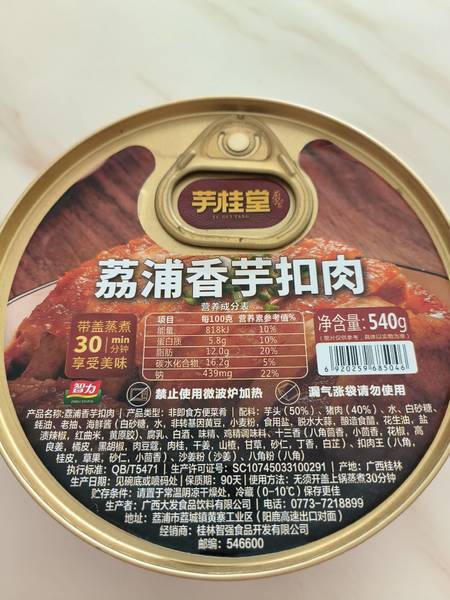 芋桂堂
YU GUI TANG
荔浦香芋扣肉
带盖蒸煮
30 min分钟
享受美味
营养成分表
项目 每100克 营养素参考值%
能量 818kJ 10%
蛋白质 5.8g 10%
脂肪 12.0g 20%
碳水化合物 16.2g 5%
钠 439mg 22%
净含量:540g
(图片仅供参考,具体以实物为准)
6920259685046
智力
禁止使用微波炉加热
漏气涨袋请勿使用
产品名称:荔浦香芋扣肉 | 产品类型:非即食方便菜肴 | 配料:芋头(50%)、猪肉(40%)、水、白砂糖、
蚝油、老抽、海鲜酱(白砂糖,水,非转基因黄豆,小麦粉,食用盐,脱水大蒜,酿造食醋,花生油,盐
渍辣椒,红曲米,黄原胶)、腐乳、白酒、味精、鸡精调味料、十三香(八角茴香,小茴香,花椒,高
良姜,橘皮,黑胡椒,肉豆蔻,肉桂,干姜,山楂,甘草,砂仁,丁香,白芷)、扣肉王(八角,
桂皮,草果,砂仁,小茴香)、沙姜粉(沙姜)、八角粉(八角)
执行标准:QB/T5471 | 生产许可证号:SC10745033100291 | 产地:广西桂林
生产日期:见碗底或喷码处 | 保质期:90天 | 使用方法:无须开盖上锅蒸煮30分钟
贮存条件:请置于常温阴凉干燥处,冷藏(0-10℃)保存更佳
生产者:广西大发食品饮料有限公司 | 电话:0773-7218899
地址:荔浦市荔城镇黄寨工业区(阳鹿高速出口对面)
经销商:桂林智强食品开发有限公司
邮编:546600